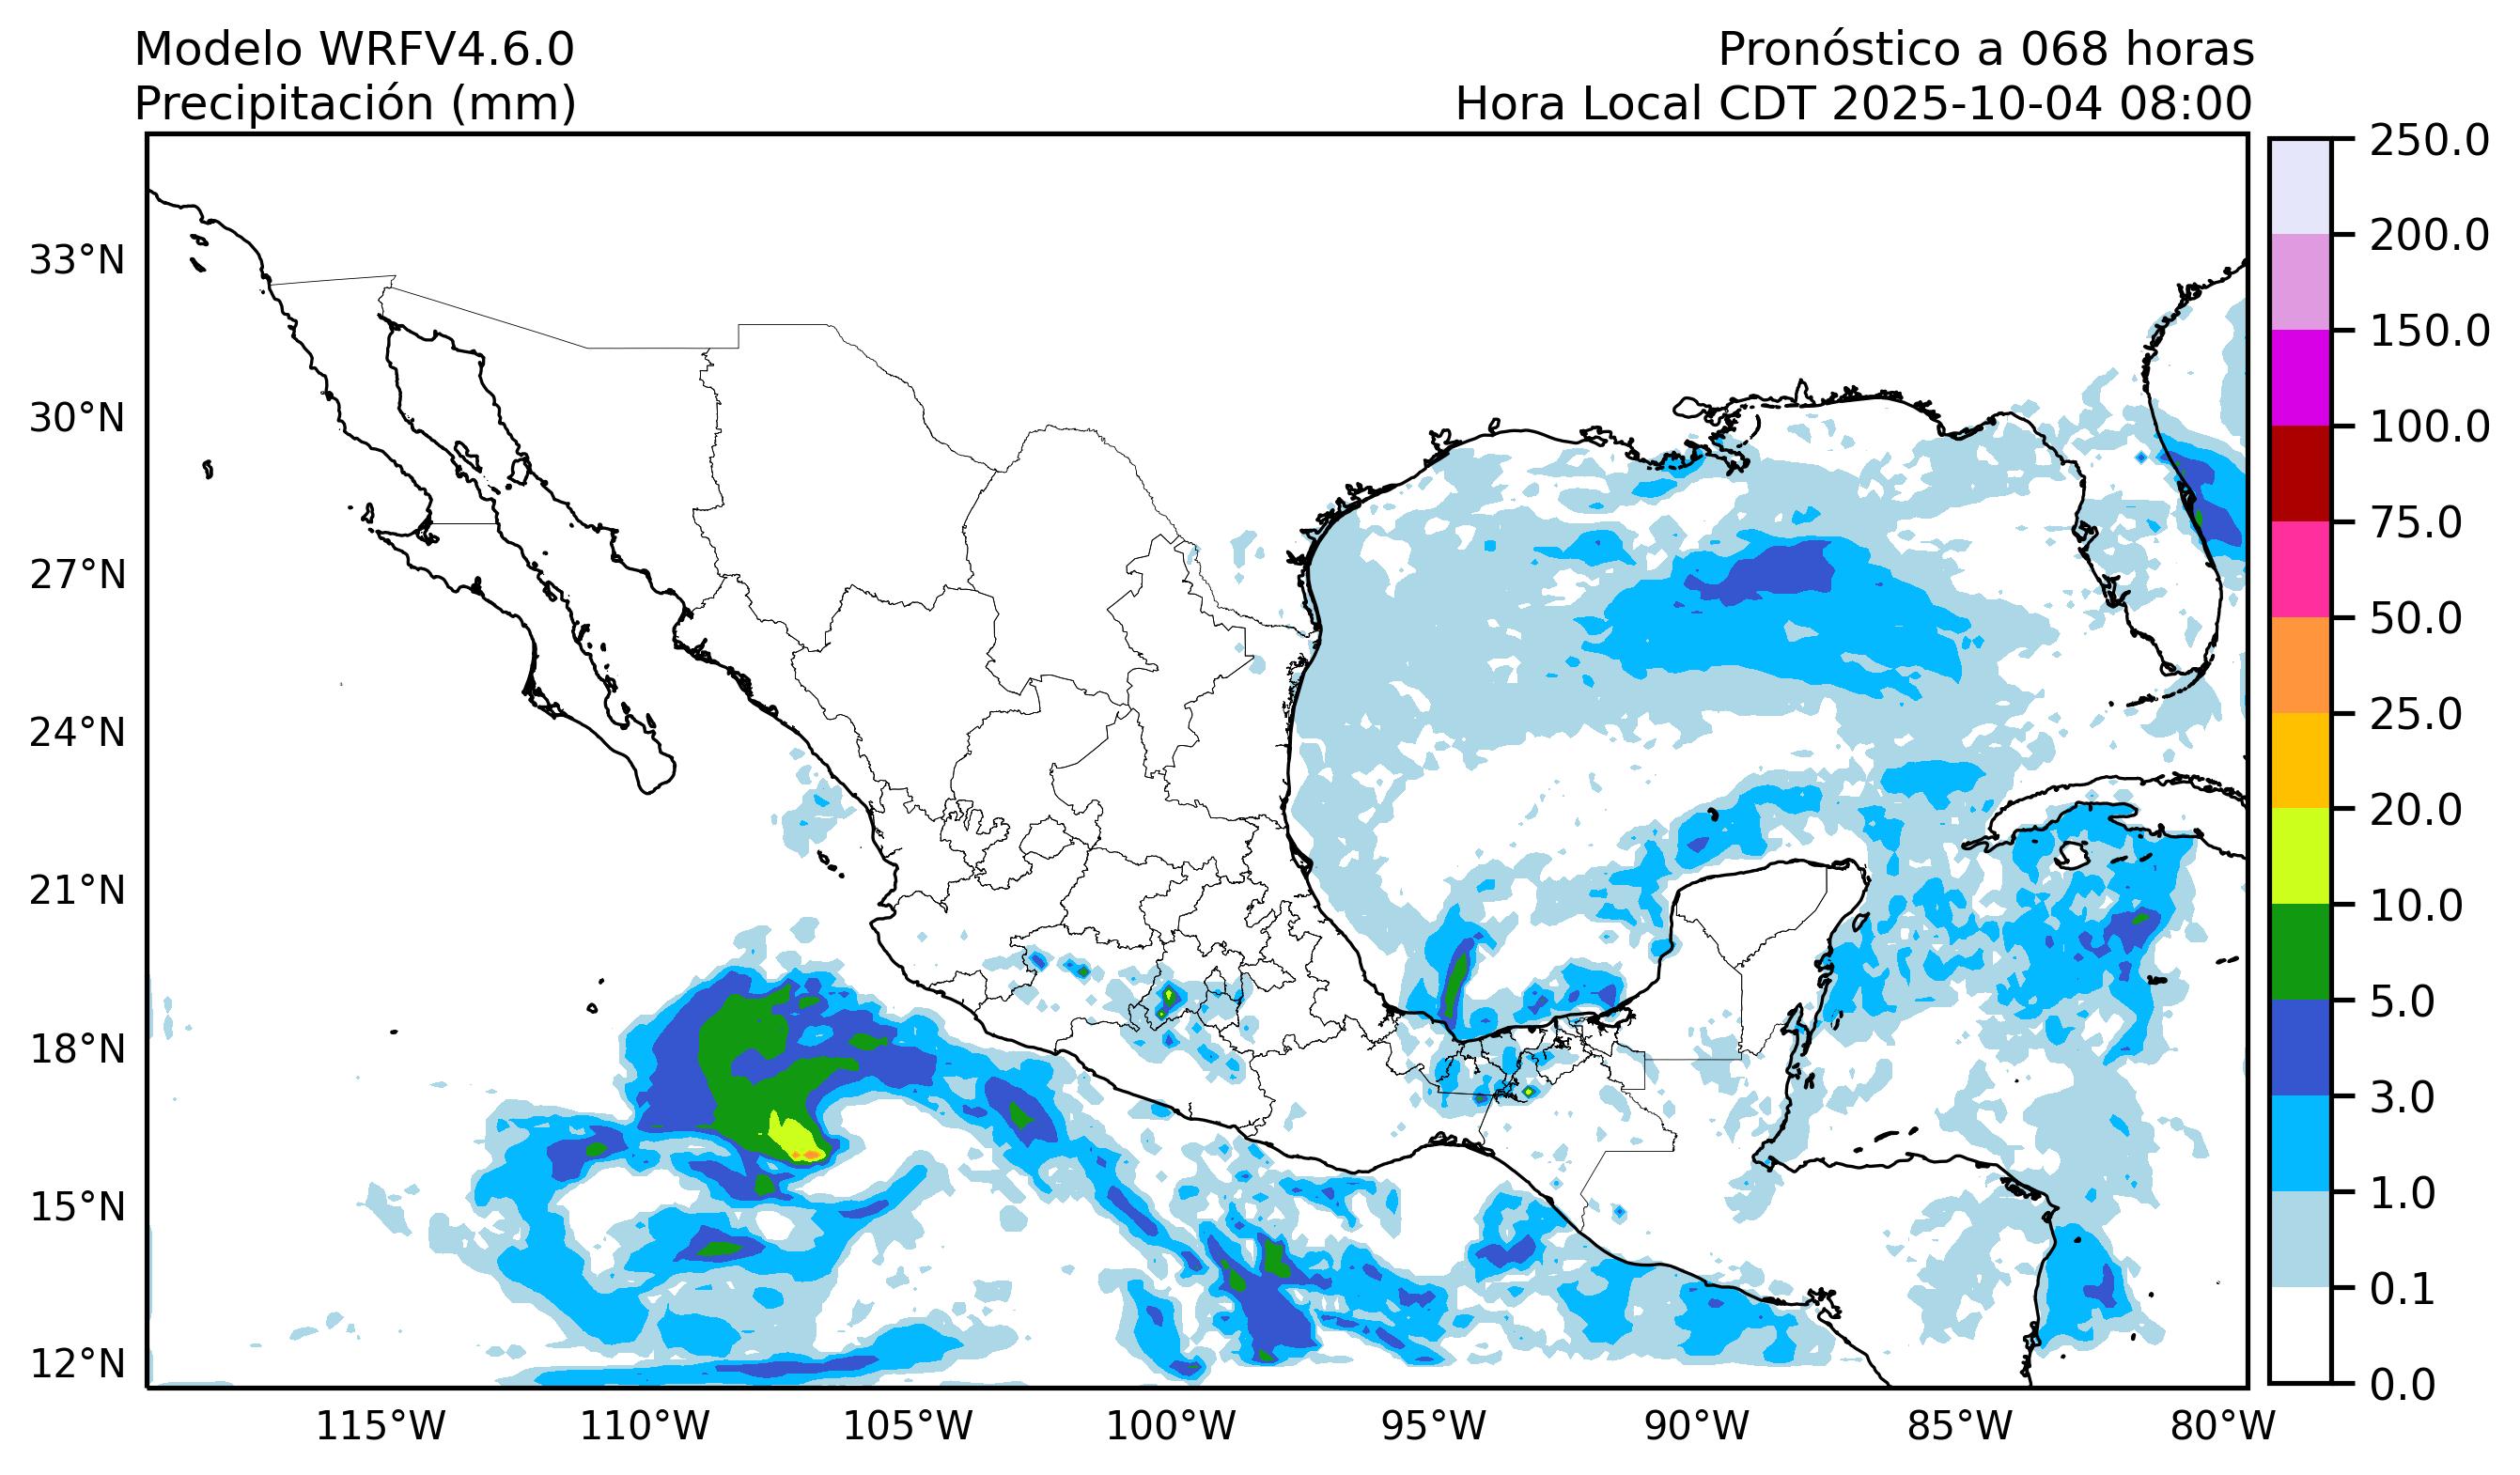 Modelo WRFV4.6.0
Precipitación (mm)
Pronóstico a 068 horas
Hora Local CDT 2025-10-04 08:00
33°N
30°N
27°N
24°N
21°N
18°N
15°N
12°N
115°W
110°W
105°W
100°W
95°W
90°W
85°W
80°W
250.0
200.0
150.0
100.0
75.0
50.0
25.0
20.0
10.0
5.0
3.0
1.0
0.1
0.0